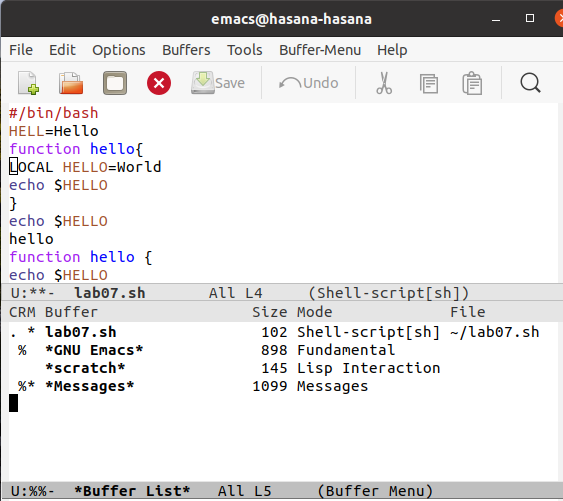 emacs@hasana-hasana
File Edit Options Buffers Tools Buffer-Menu Help
Save Undo
#/bin/bash
HELL=Hello
function hello{
LOCAL HELLO=World
echo $HELLO
}
echo $HELLO
hello
function hello {
echo $HELLO
U:**- lab07.sh All L4 (Shell-script[sh])
CRM Buffer Size Mode File
. * lab07.sh 102 Shell-script[sh] ~/lab07.sh
% *GNU Emacs* 898 Fundamental
*scratch* 145 Lisp Interaction
%* *Messages* 1099 Messages
U:%%- *Buffer List* All L5 (Buffer Menu)